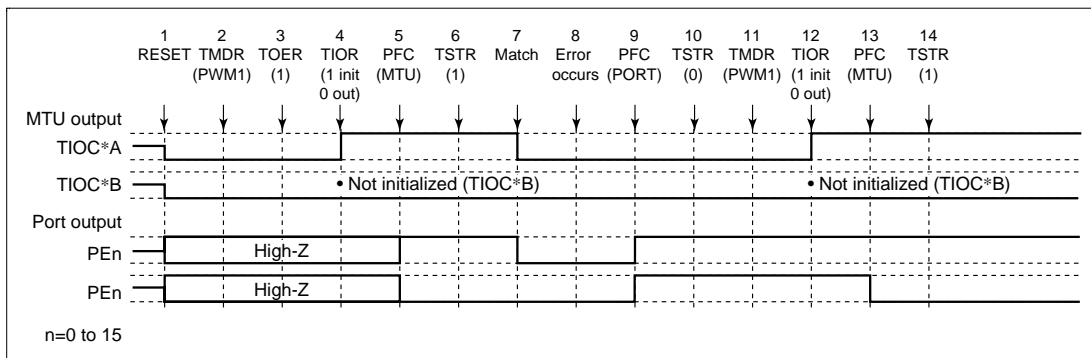 1 2 3 4 5 6 7 8 9 10 11 12 13 14
RESET TMDR TOER TIOR PFC TSTR Match Error PFC TSTR TMDR TIOR PFC TSTR
(PWM1) (1) (1 init (MTU) (1) occurs (PORT) (0) (PWM1) (1 init (MTU) (1)
0 out) 0 out)
MTU output
TIOC*A
TIOC*B • Not initialized (TIOC*B) • Not initialized (TIOC*B)
Port output
PEn High-Z
PEn High-Z
n=0 to 15